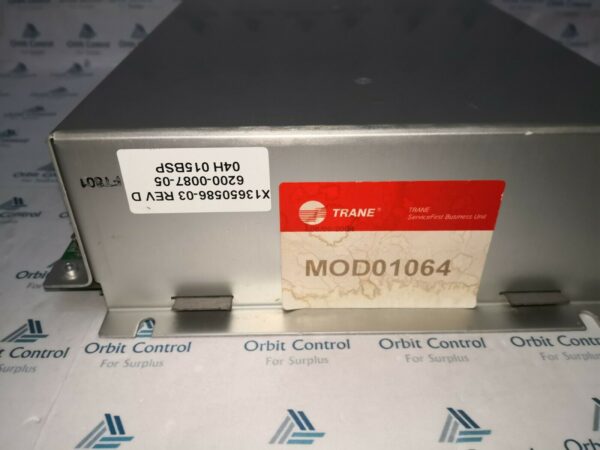 X13650586-03 REV D
6200-0087-05
04H 015BSP
TRANE®
TRANE
ServiceFirst Business Unit
MOD01064
Orbit Control
For Surplus
Orbit Control
For Surplus
Orbit Control
For Surplus
Orbit Control
For Surplus